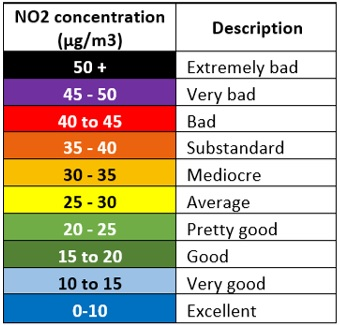 NO2 concentration Description
(µg/m3)
50 + Extremely bad
45 - 50 Very bad
40 to 45 Bad
35 - 40 Substandard
30 - 35 Mediocre
25 - 30 Average
20 - 25 Pretty good
15 to 20 Good
10 to 15 Very good
0-10 Excellent